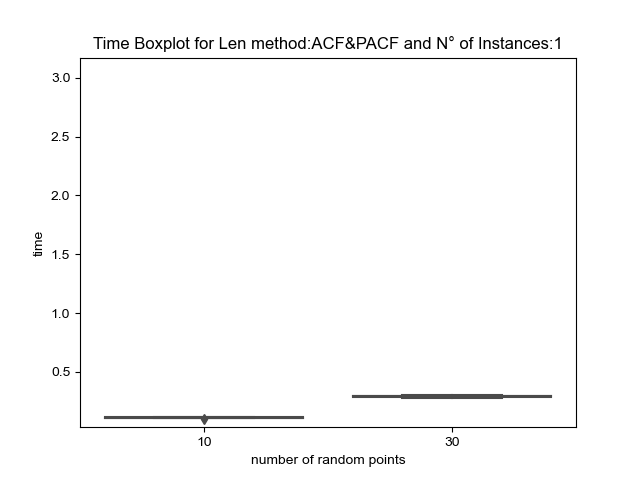 Time Boxplot for Len method:ACF&PACF and N° of Instances:1
3.0
2.5
2.0
1.5
1.0
0.5
time
10 30
number of random points